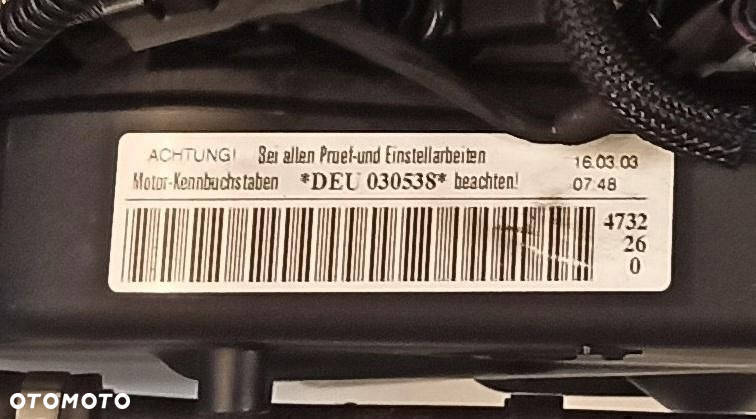 ACHTUNG! Bei allen Pruef-und Einstellarbeiten
16.03.03
Motor-Kennbuchstaben *DEU 030538* beachten!
07:48
4732
26
0
OTOMOTO